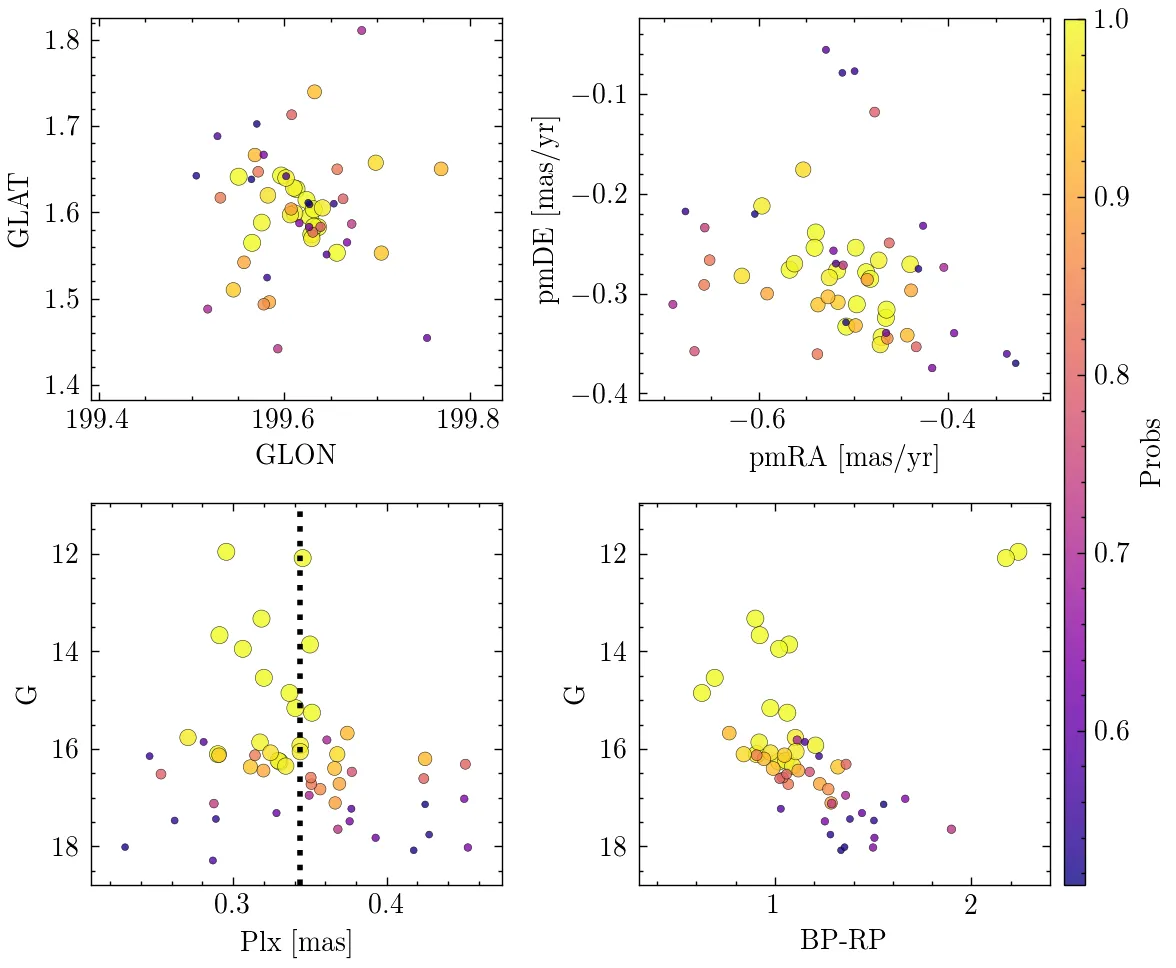 1.8
1.7
1.6
1.5
1.4
GLAT
199.4 199.6 199.8
GLON
−0.1
−0.2
−0.3
−0.4
pmDE [mas/yr]
−0.6 −0.4
pmRA [mas/yr]
1.0
0.9
0.8
0.7
0.6
Probs
12
14
16
18
G
0.3 0.4
Plx [mas]
12
14
16
18
G
1 2
BP-RP